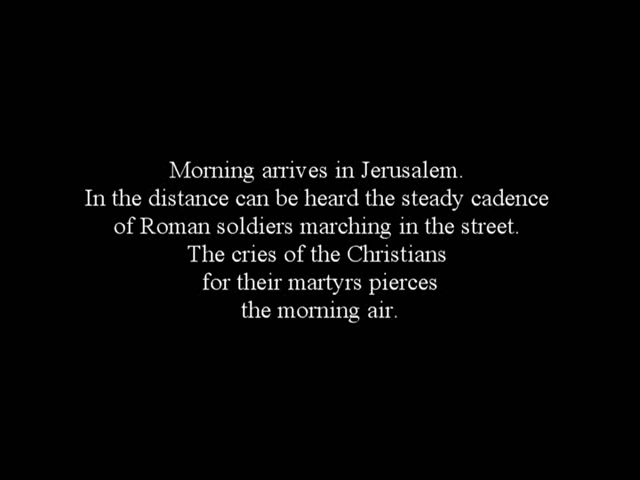 Morning arrives in Jerusalem.
In the distance can be heard the steady cadence
of Roman soldiers marching in the street.
The cries of the Christians
for their martyrs pierces
the morning air.